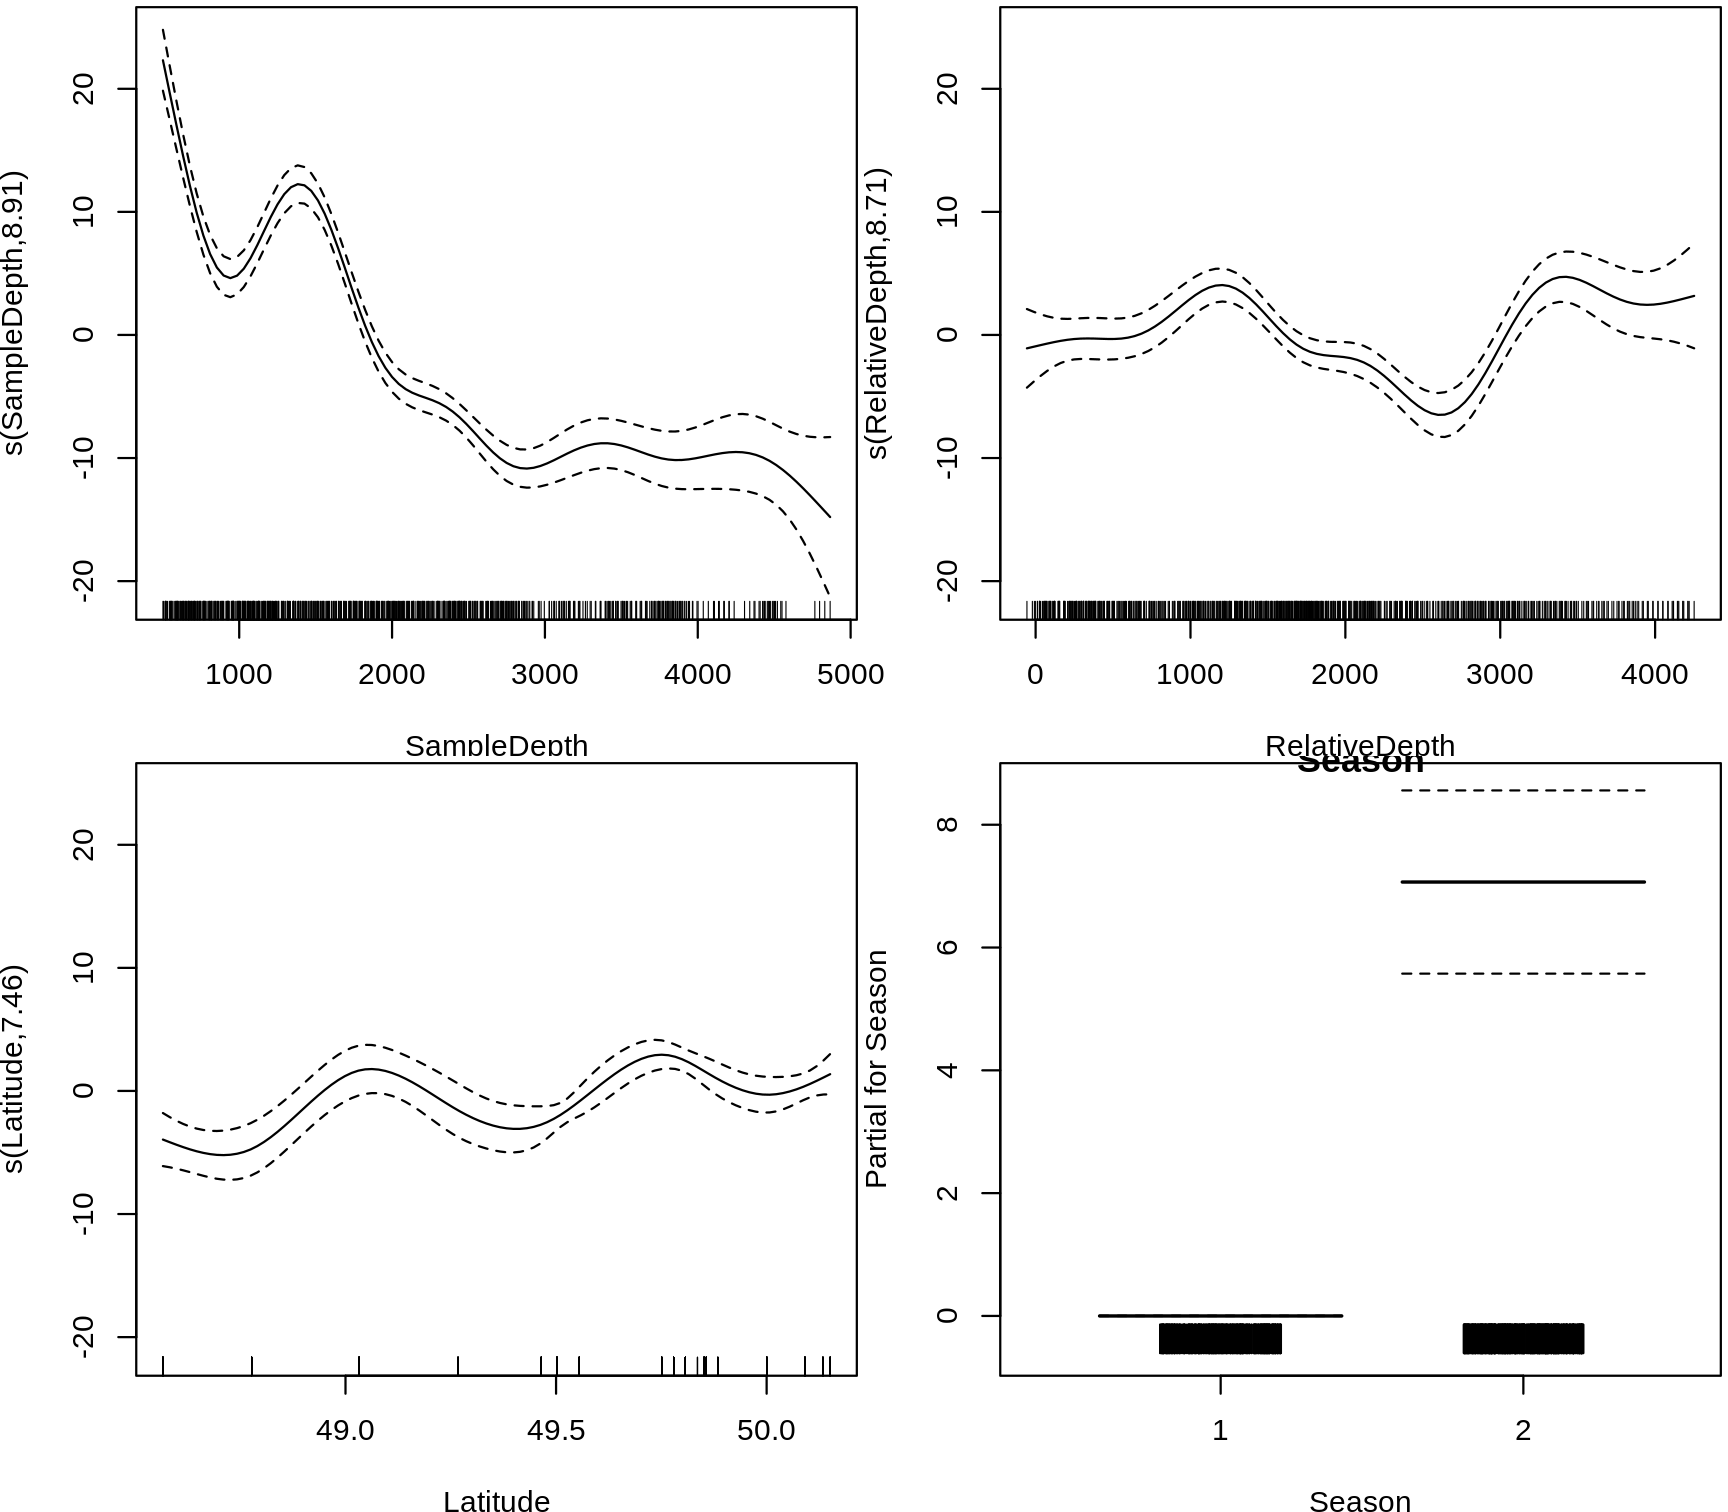 s(SampleDepth,8.91)
20
10
0
-10
-20
1000 2000 3000 4000 5000
SampleDepth
s(RelativeDepth,8.71)
20
10
0
-10
-20
0 1000 2000 3000 4000
RelativeDepth
s(Latitude,7.46)
20
10
0
-10
-20
49.0 49.5 50.0
Latitude
Season
Partial for Season
8
6
4
2
0
1 2
Season